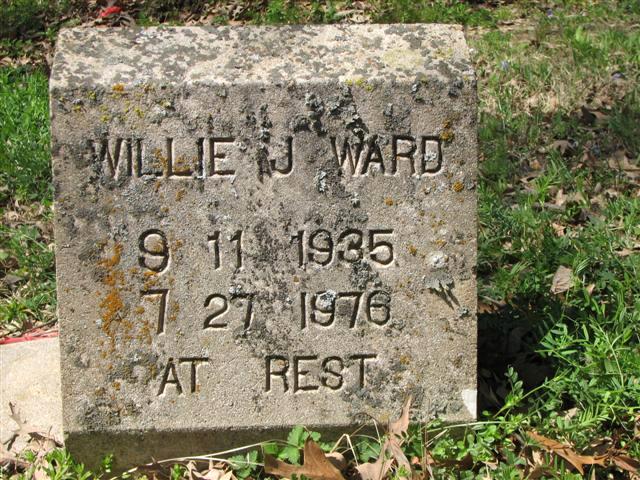 WILLIE J WARD
9 11 1935
7 27 1976
AT REST